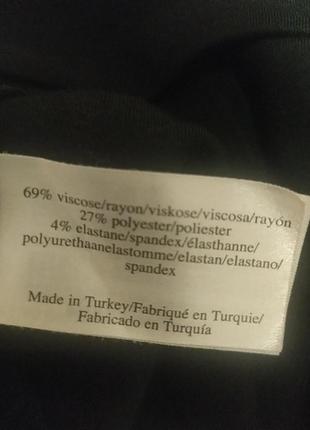 69% viscose/rayon/viskose/viscosa/rayón
27% polyester/poliester
4% elastane/spandex/élasthanne/
polyurethaanelastomme/elastan/elastano/
spandex
Made in Turkey/Fabriqué en Turquie/
Fabricado en Turquía